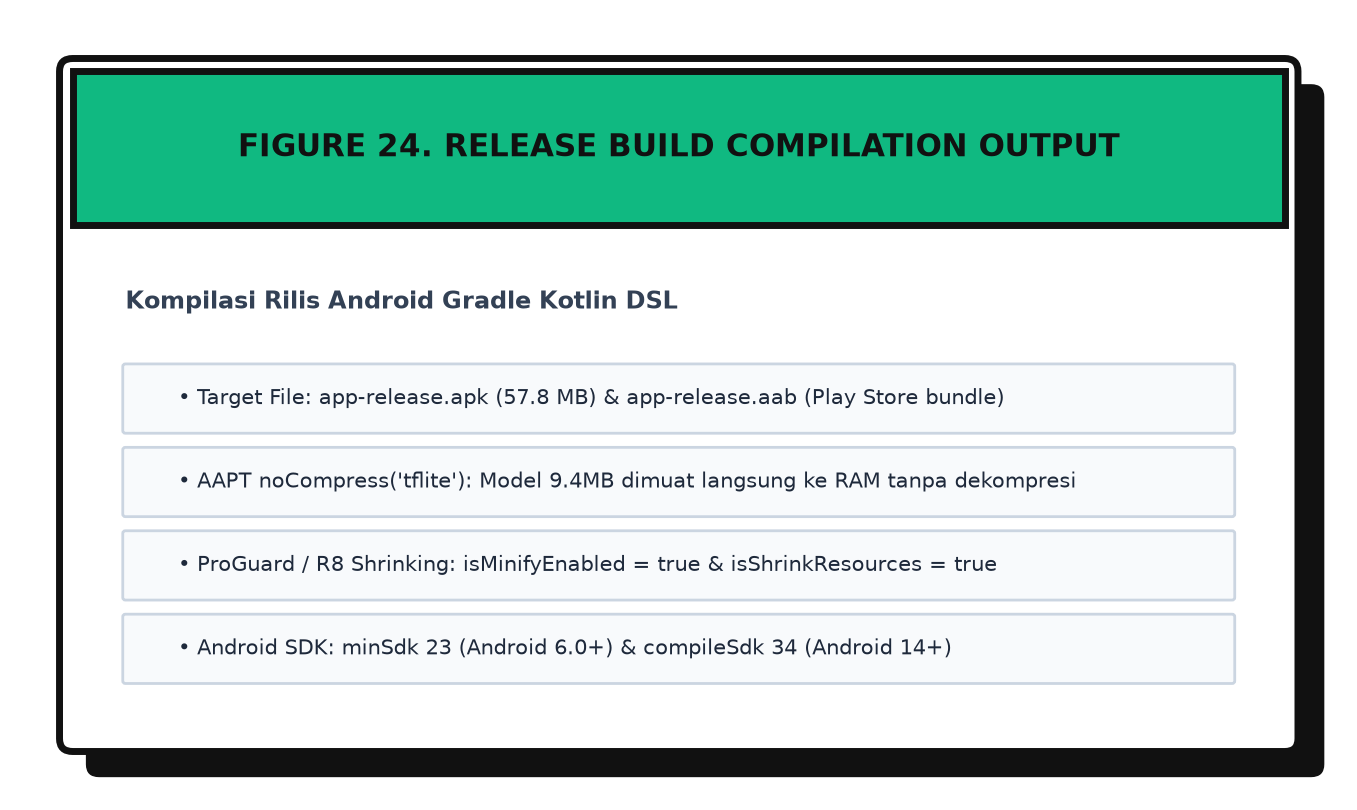 FIGURE 24. RELEASE BUILD COMPILATION OUTPUT
Kompilasi Rilis Android Gradle Kotlin DSL
• Target File: app-release.apk (57.8 MB) & app-release.aab (Play Store bundle)
• AAPT noCompress('tflite'): Model 9.4MB dimuat langsung ke RAM tanpa dekompresi
• ProGuard / R8 Shrinking: isMinifyEnabled = true & isShrinkResources = true
• Android SDK: minSdk 23 (Android 6.0+) & compileSdk 34 (Android 14+)